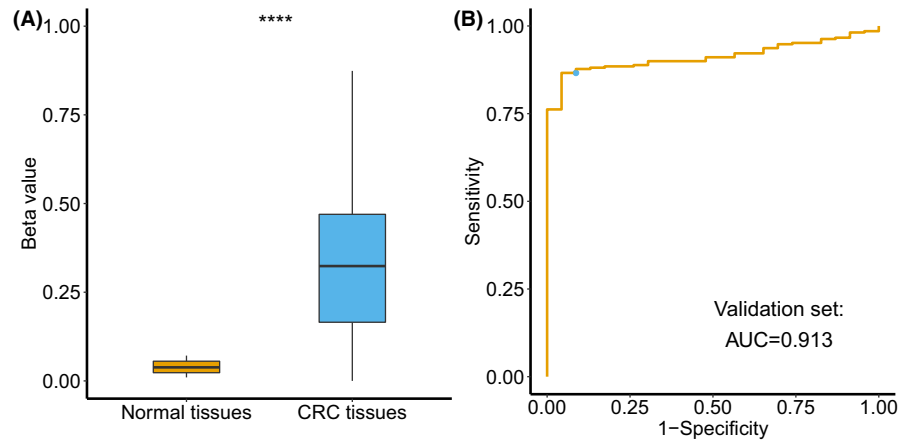 (A)
****
Beta value
1.00
0.75
0.50
0.25
0.00
Normal tissues
CRC tissues
(B)
Sensitivity
1.00
0.75
0.50
0.25
0.00
Validation set:
AUC=0.913
0.00 0.25 0.50 0.75 1.00
1−Specificity